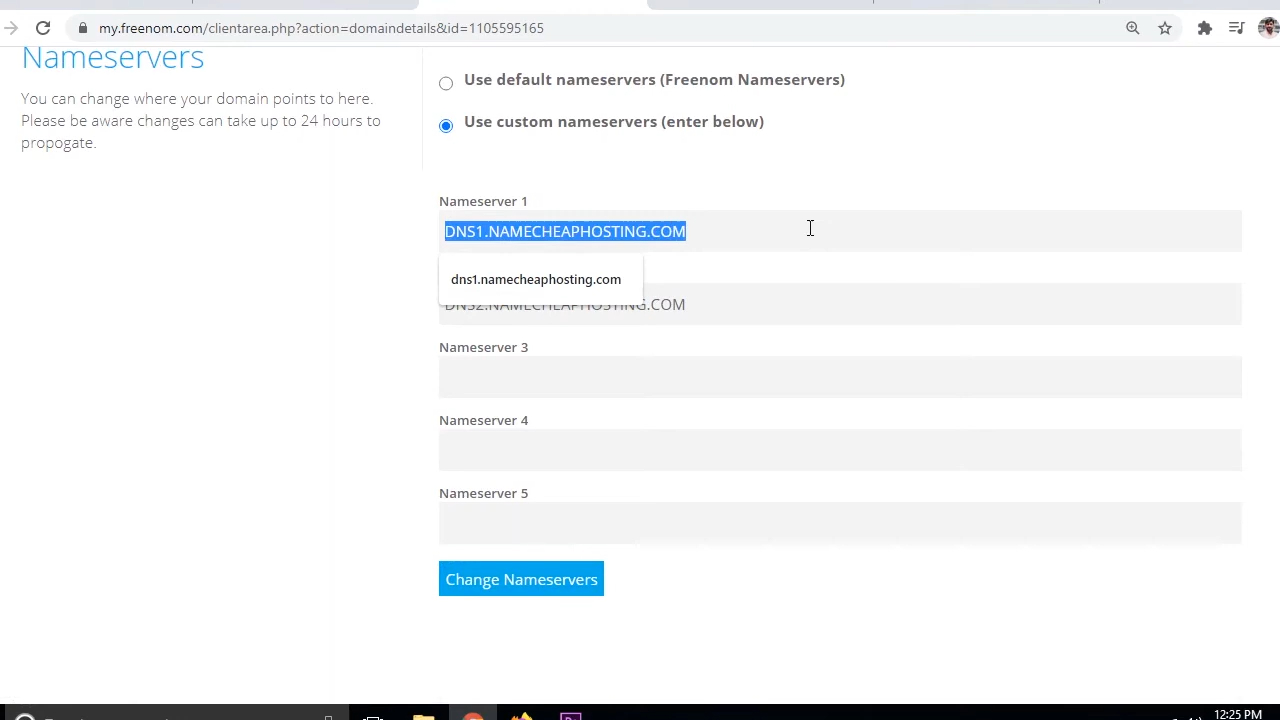 my.freenom.com/clientarea.php?action=domaindetails&id=1105595165
Nameservers
You can change where your domain points to here.
Please be aware changes can take up to 24 hours to
propogate.
Use default nameservers (Freenom Nameservers)
Use custom nameservers (enter below)
Nameserver 1
DNS1.NAMECHEAPHOSTING.COM
dns1.namecheaphosting.com
DNS2.NAMECHEAPHOSTING.COM
Nameserver 3
Nameserver 4
Nameserver 5
Change Nameservers
12:25 PM